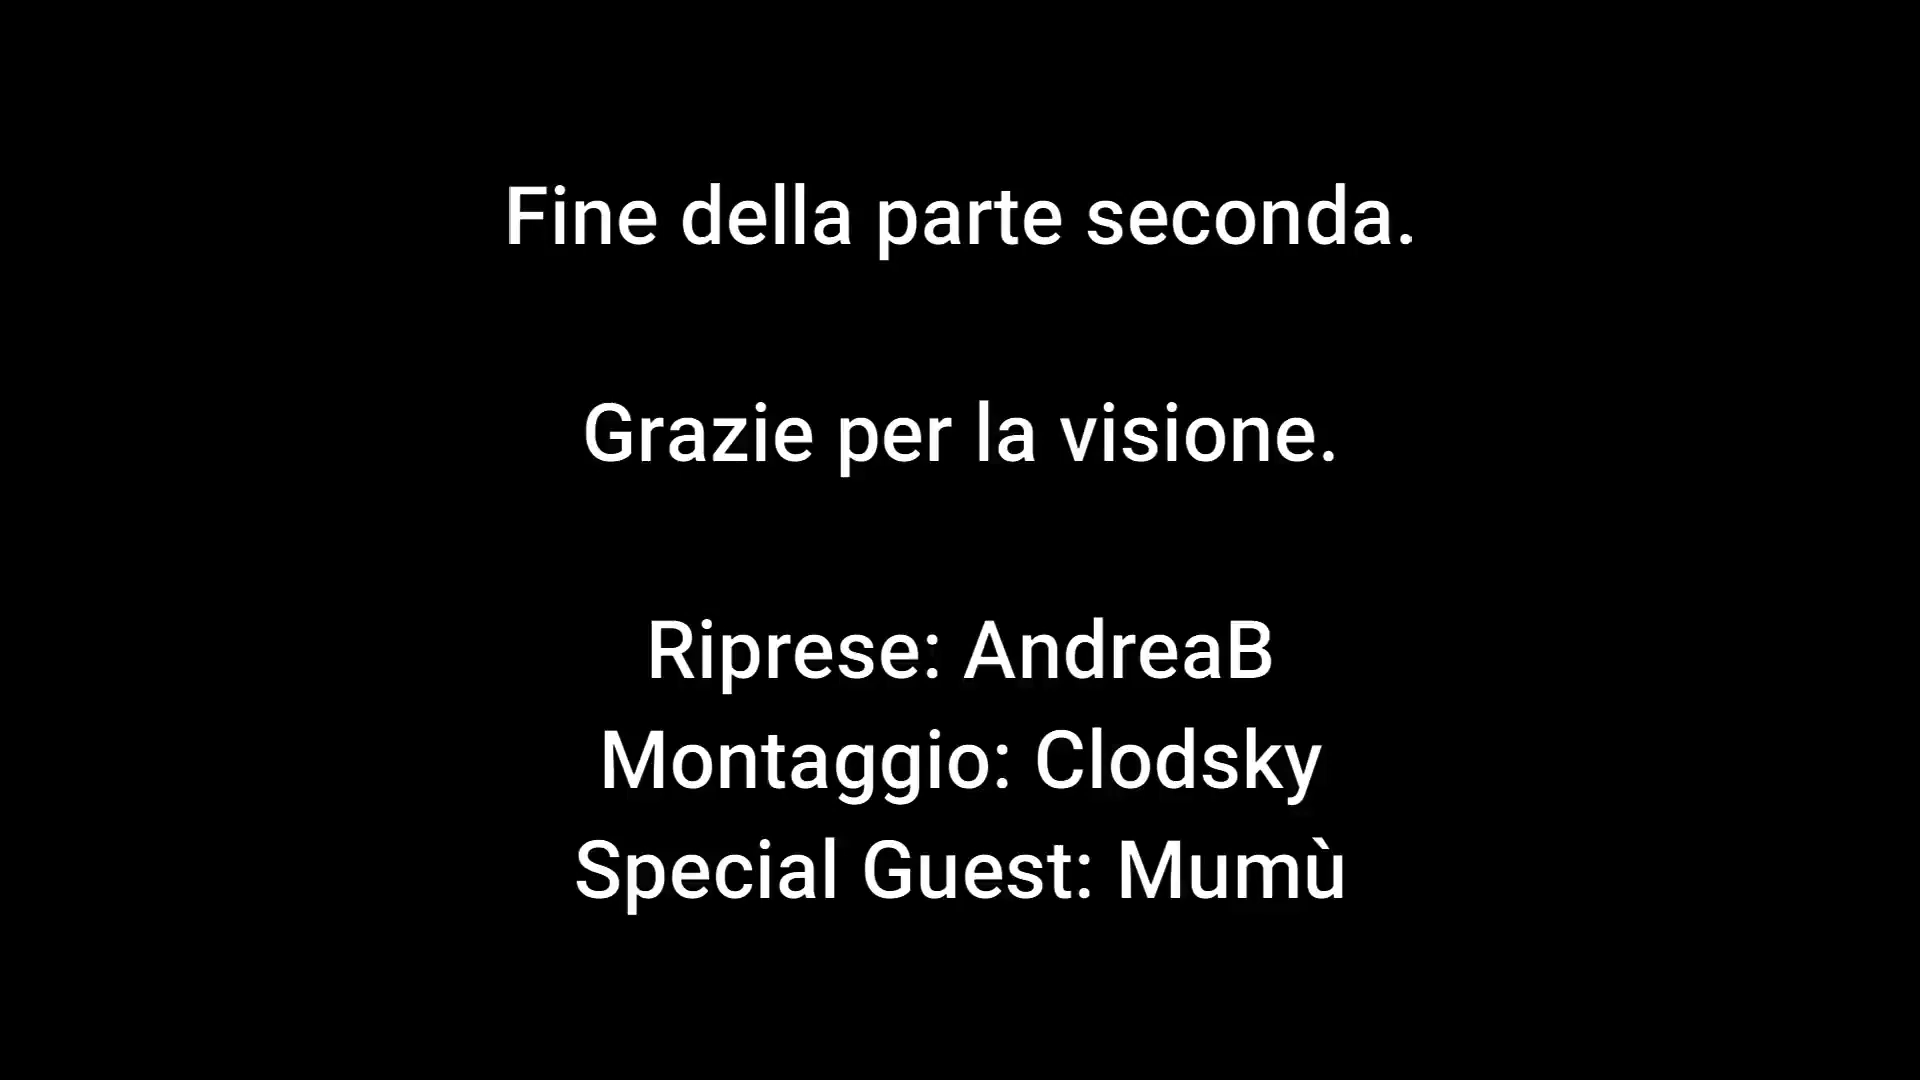 Fine della parte seconda.
Grazie per la visione.
Riprese: AndreaB
Montaggio: Clodsky
Special Guest: Mumù